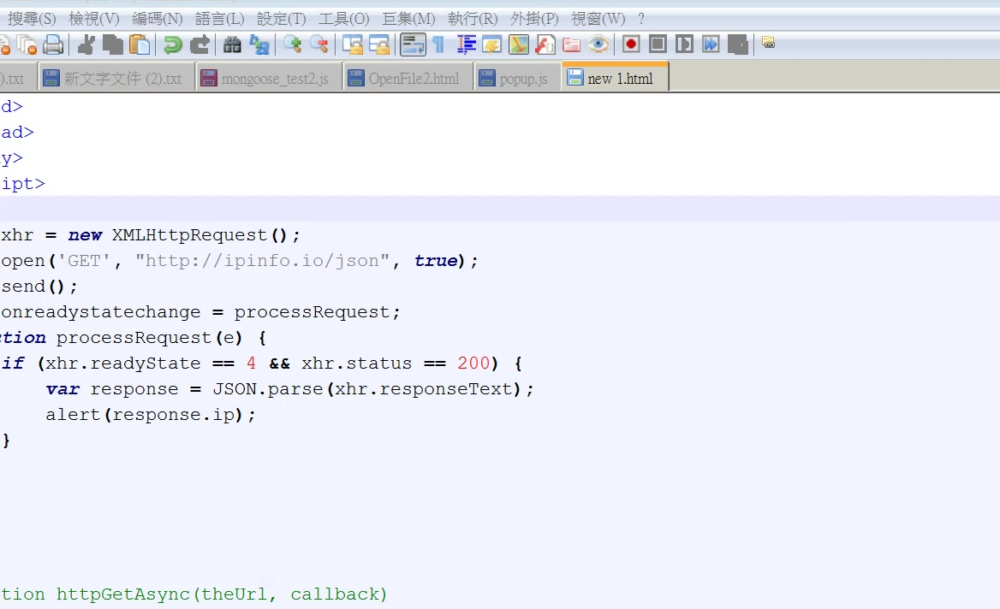 搜尋(S) 檢視(V) 編碼(N) 語言(L) 設定(T) 工具(O) 巨集(M) 執行(R) 外掛(P) 視窗(W) ?
).txt 新文字文件 (2).txt mongoose_test2.js OpenFile2.html popup.js new 1.html
d>
ad>
y>
ipt>
xhr = new XMLHttpRequest();
open('GET', "http://ipinfo.io/json", true);
send();
onreadystatechange = processRequest;
ction processRequest(e) {
if (xhr.readyState == 4 && xhr.status == 200) {
var response = JSON.parse(xhr.responseText);
alert(response.ip);
}
tion httpGetAsync(theUrl, callback)